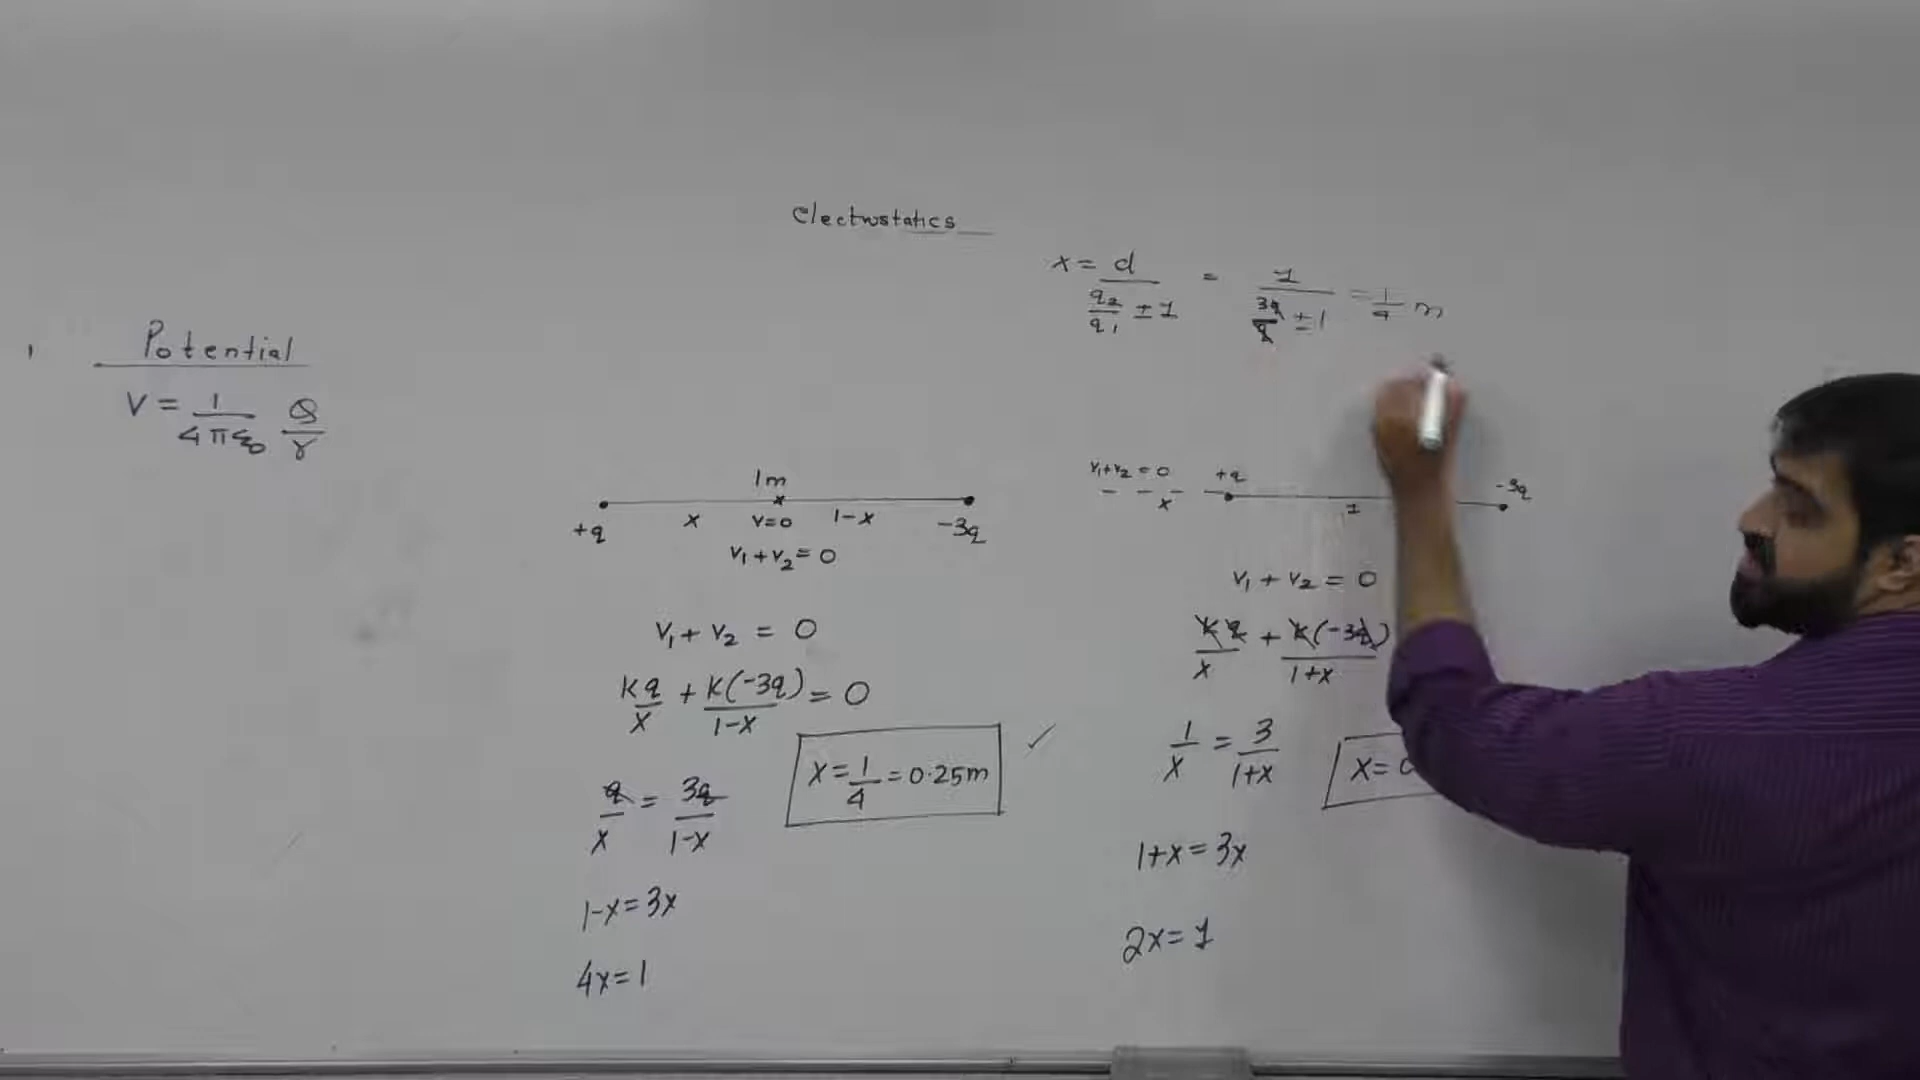 Electrostatics
x = d / (q₂/q₁ ± 1) = 1 / (3q/q ± 1) = 1/4 m
Potential
V = 1/4πε₀ Q/r
1m
+q x V=0 1-x -3q
V₁+V₂=0
V₁ + V₂ = 0
Kq/x + K(-3q)/1-x = 0
q/x = 3q/1-x
x = 1/4 = 0.25m ✓
1-x=3x
4x=1
V₁+V₂ = 0 +q -3q
x 1
V₁ + V₂ = 0
Kq/x + K(-3q)/1+x
1/x = 3/1+x
x=
1+x=3x
2x=1